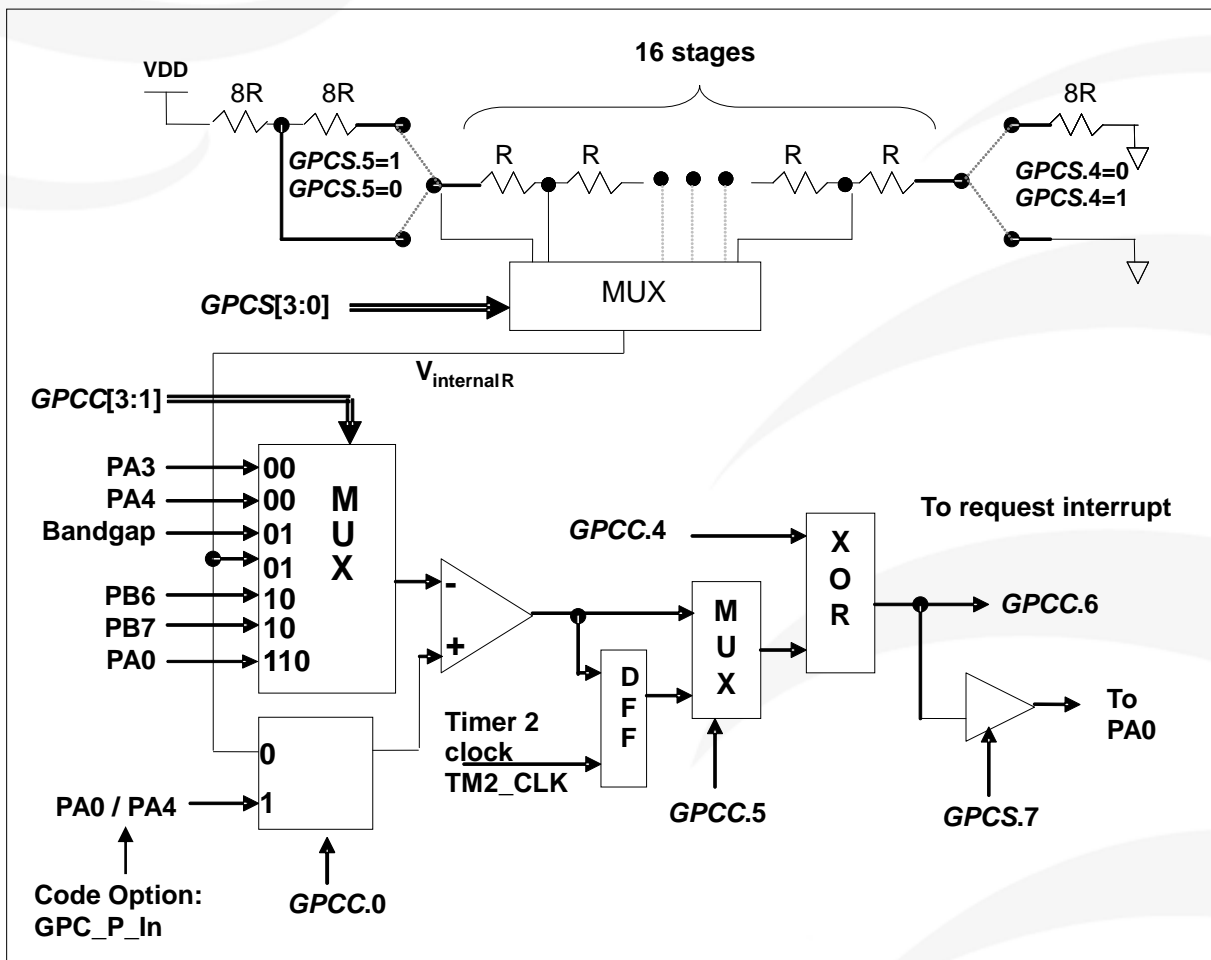 16 stages
VDD
8R
8R
8R
R
R
R
R
GPCS.5=1
GPCS.5=0
GPCS.4=0
GPCS.4=1
MUX
GPCS[3:0]
VinternalR
GPCC[3:1]
PA3
PA4
Bandgap
PB6
PB7
PA0
00
00
01
01
10
10
110
M
U
X
-
+
0
1
PA0 / PA4
Code Option:
GPC_P_In
GPCC.0
Timer 2
clock
TM2_CLK
D
F
F
GPCC.4
M
U
X
GPCC.5
X
O
R
To request interrupt
GPCC.6
To
PA0
GPCS.7